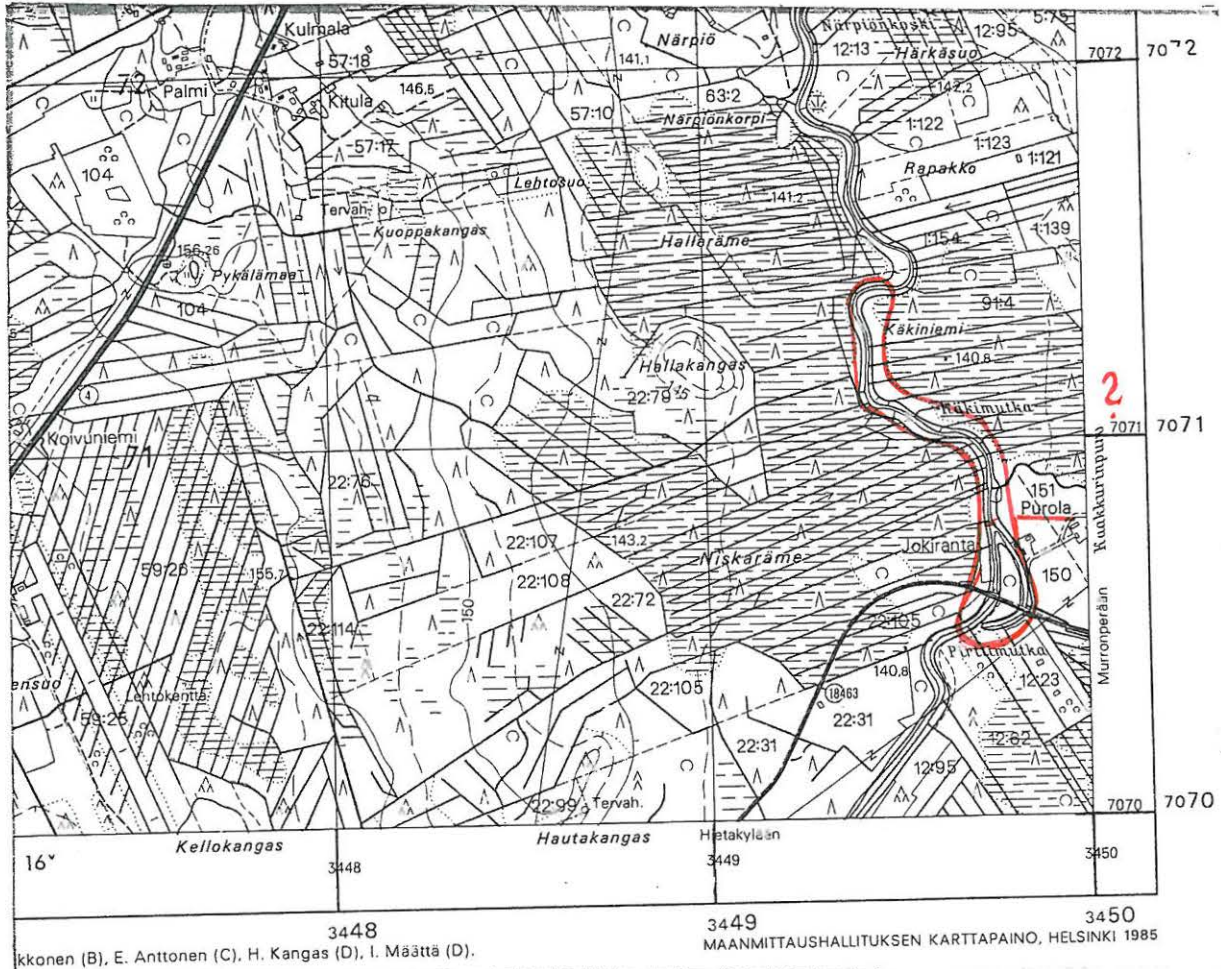 Kulmala
Närpiö
Närpiönkoski
12:95
5:75
57:18
141,1
12:13
Härkäsuo
7072
7072
72
Palmi
Kitula
146,5
57:10
63:2
142,2
Närpiönkorpi
1:122
57:17
1:123
1:121
104
Lehtosuo
Rapakko
141,2
Tervah.
Kuoppakangas
Hallaräme
1:154
1:139
156,26
Pykälämaa
104
91:4
Käkiniemi
Hallakangas
140,8
22:79
2
4
Käkimutka
Koivuniemi
7071
7071
71
22:76
151
Purola
Kuakkurinpuro
22:107
143,2
Niskaräme
Jokiranta
59:26
155,7
22:108
150
150
22:72
22:105
22:114
Pirttimutka
Murronperään
ensuo
Lehtokenttä
22:105
140,8
12:23
59:25
18463
22:31
22:31
12:62
12:95
22:99
Tervah.
7070
7070
Kellokangas
Hautakangas
Hietakylään
16ᵛ
3448
3449
3450
3448
3449
3450
kkonen (B), E. Anttonen (C), H. Kangas (D), I. Määttä (D).
MAANMITTAUSHALLITUKSEN KARTTAPAINO, HELSINKI 1985